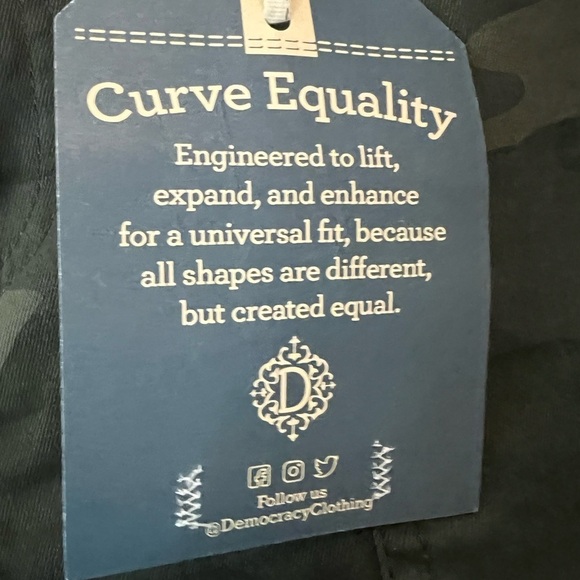 Curve Equality
Engineered to lift,
expand, and enhance
for a universal fit, because
all shapes are different,
but created equal.
D
Follow us
@DemocracyClothing